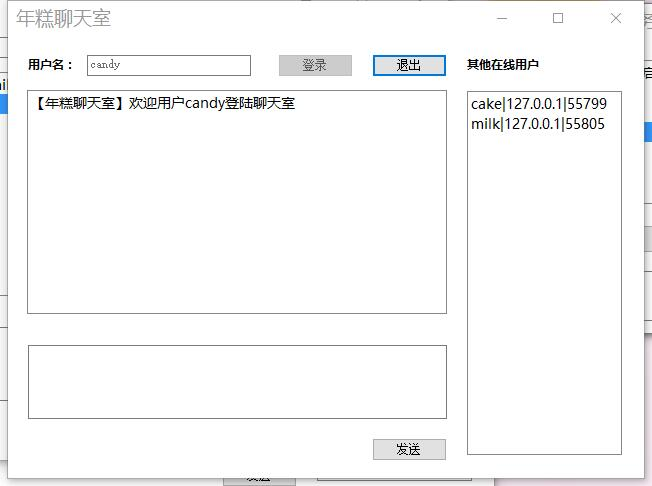 年糕聊天室
用户名：
candy
登录
退出
其他在线用户
【年糕聊天室】欢迎用户candy登陆聊天室
cake|127.0.0.1|55799
milk|127.0.0.1|55805
发送